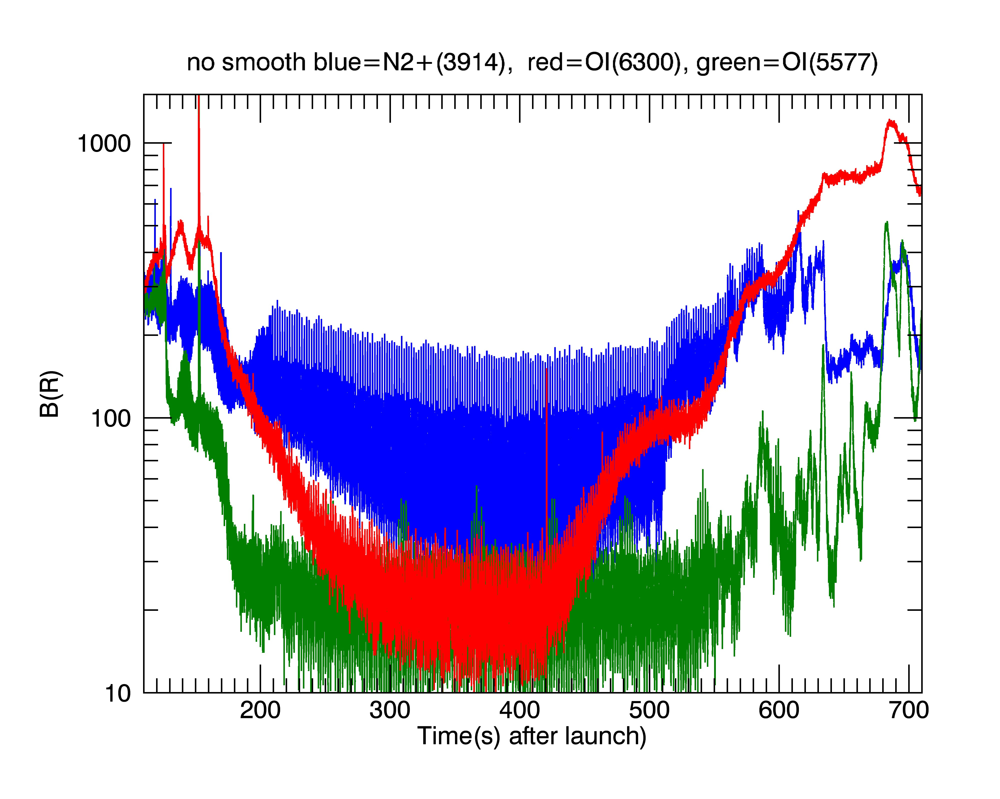 no smooth blue=N2+(3914), red=OI(6300), green=OI(5577)
1000
100
10
B(R)
200 300 400 500 600 700
Time(s) after launch)